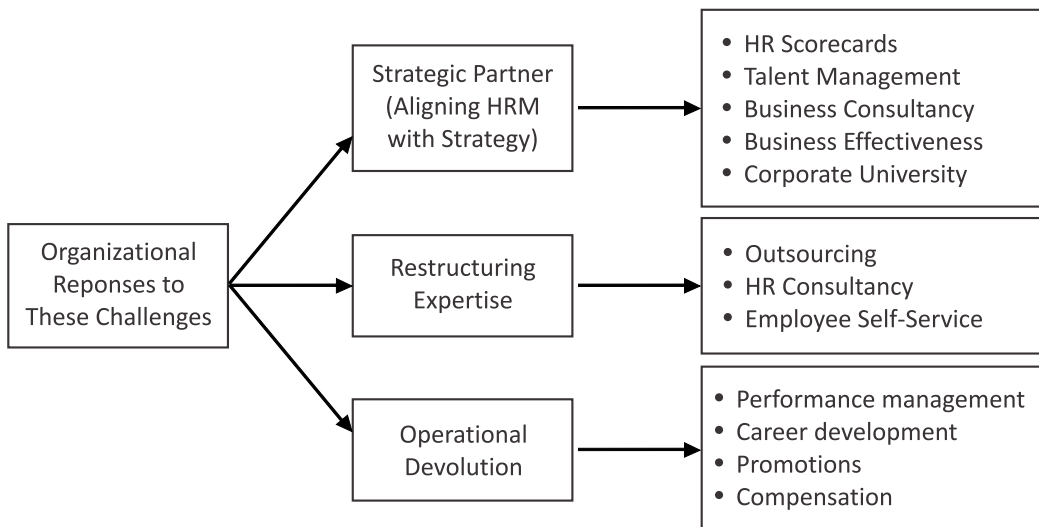 Organizational
Reponses to
These Challenges
Strategic Partner
(Aligning HRM
with Strategy)
• HR Scorecards
• Talent Management
• Business Consultancy
• Business Effectiveness
• Corporate University
Restructuring
Expertise
• Outsourcing
• HR Consultancy
• Employee Self-Service
Operational
Devolution
• Performance management
• Career development
• Promotions
• Compensation